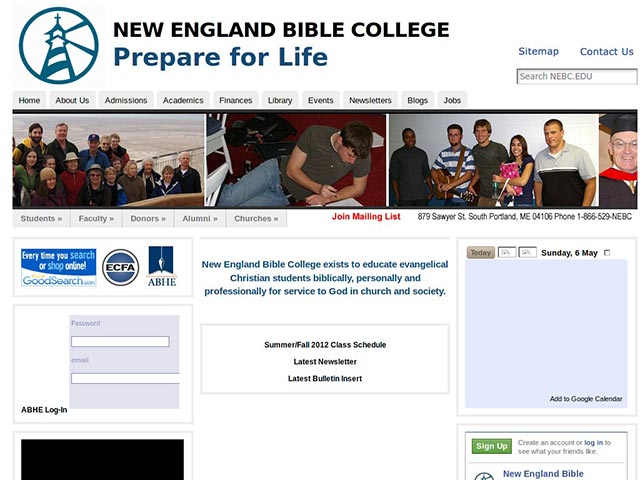 NEW ENGLAND BIBLE COLLEGE
Prepare for Life
Sitemap Contact Us
Search NEBC.EDU
Home About Us Admissions Academics Finances Library Events Newsletters Blogs Jobs
Students » Faculty » Donors » Alumni » Churches » Join Mailing List 879 Sawyer St. South Portland, ME 04106 Phone 1-866-529-NEBC
Every time you search
or shop online!
GoodSearch.com
ECFA
ABHE
New England Bible College exists to educate evangelical
Christian students biblically, personally and
professionally for service to God in church and society.
Today Sunday, 6 May
Password
email
ABHE Log-In
Summer/Fall 2012 Class Schedule
Latest Newsletter
Latest Bulletin Insert
Add to Google Calendar
Sign Up Create an account or log in to
see what your friends like.
New England Bible